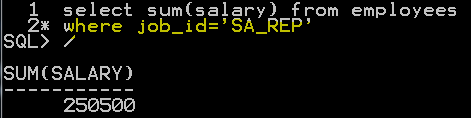 1 select sum(salary) from employees
2* where job_id='SA_REP'
SQL> /
SUM(SALARY)
-----------
250500